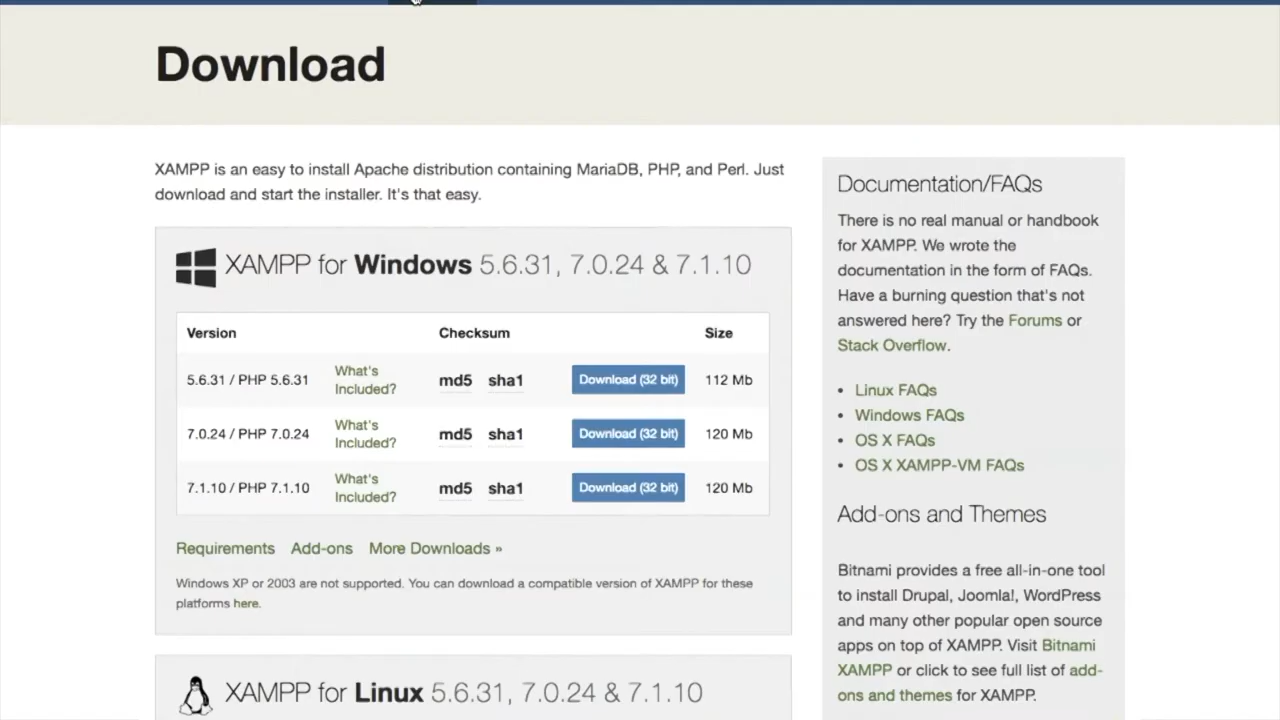 Download
XAMPP is an easy to install Apache distribution containing MariaDB, PHP, and Perl. Just
download and start the installer. It's that easy.
XAMPP for Windows 5.6.31, 7.0.24 & 7.1.10
Version Checksum Size
5.6.31 / PHP 5.6.31 What's Included? md5 sha1 Download (32 bit) 112 Mb
7.0.24 / PHP 7.0.24 What's Included? md5 sha1 Download (32 bit) 120 Mb
7.1.10 / PHP 7.1.10 What's Included? md5 sha1 Download (32 bit) 120 Mb
Requirements Add-ons More Downloads »
Windows XP or 2003 are not supported. You can download a compatible version of XAMPP for these
platforms here.
XAMPP for Linux 5.6.31, 7.0.24 & 7.1.10
Documentation/FAQs
There is no real manual or handbook
for XAMPP. We wrote the
documentation in the form of FAQs.
Have a burning question that's not
answered here? Try the Forums or
Stack Overflow.
• Linux FAQs
• Windows FAQs
• OS X FAQs
• OS X XAMPP-VM FAQs
Add-ons and Themes
Bitnami provides a free all-in-one tool
to install Drupal, Joomla!, WordPress
and many other popular open source
apps on top of XAMPP. Visit Bitnami
XAMPP or click to see full list of add-
ons and themes for XAMPP.